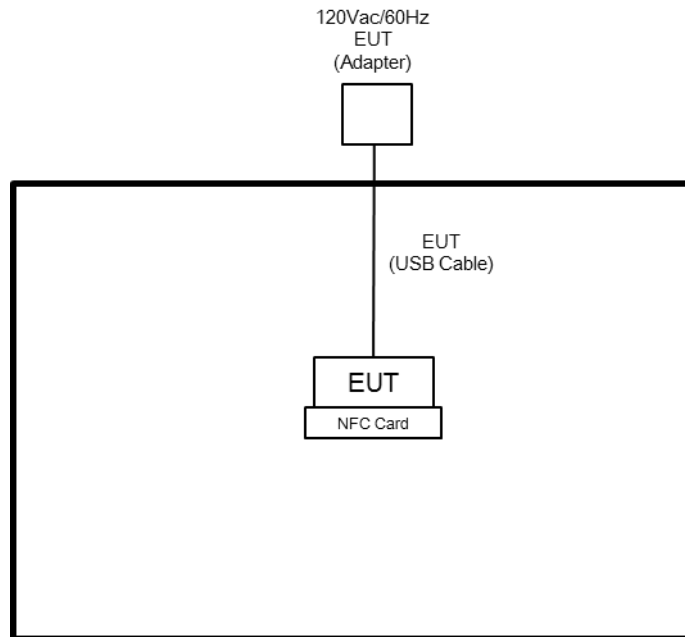 120Vac/60Hz
EUT
(Adapter)
EUT
(USB Cable)
EUT
NFC Card